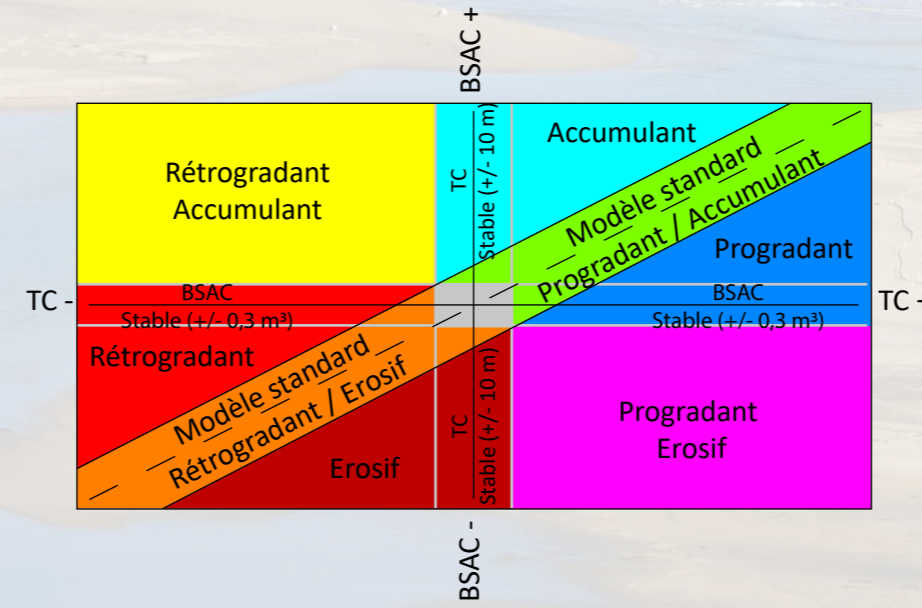 BSAC +
Rétrogradant
Accumulant
TC
Stable (+/- 10 m)
Accumulant
Modèle standard
Progradant / Accumulant
Progradant
TC -
BSAC
Stable (+/- 0,3 m³)
BSAC
Stable (+/- 0,3 m³)
TC
Rétrogradant
Modèle standard
Rétrogradant / Erosif
Erosif
TC
Stable (+/- 10 m)
Progradant
Erosif
BSAC -